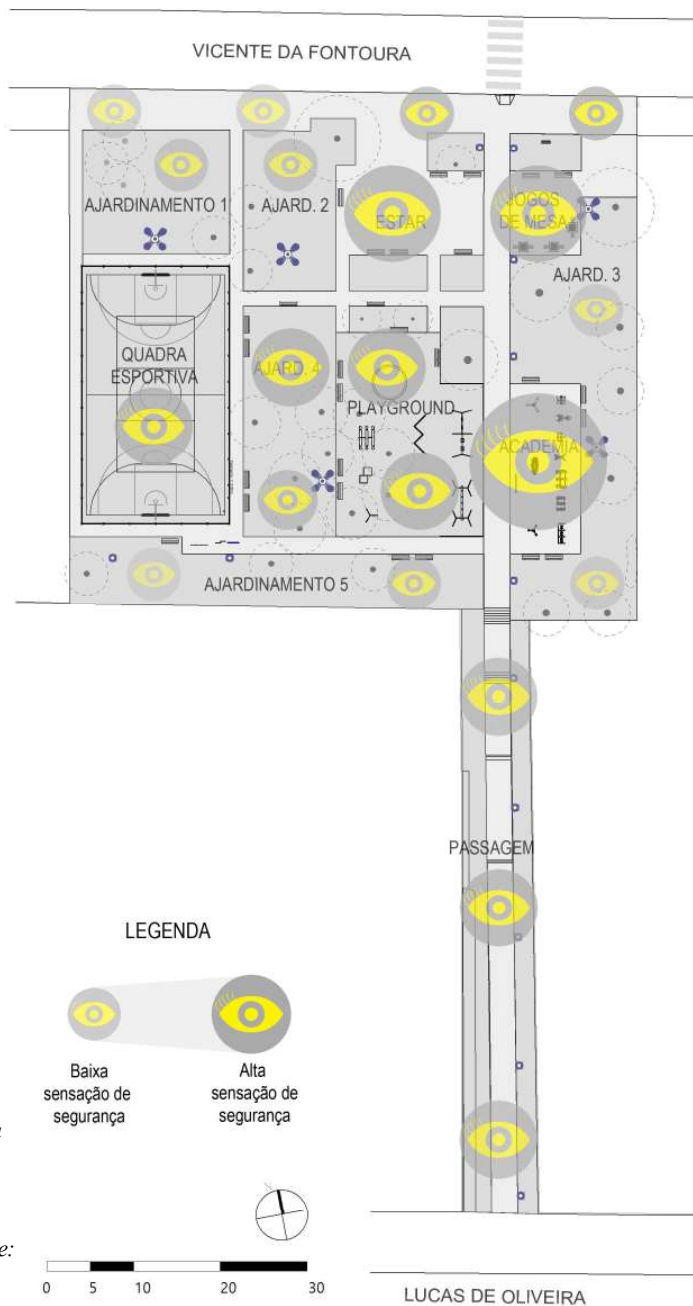 VICENTE DA FONTOURA
AJARDINAMENTO 1
AJARD. 2
ESTAR
JOGOS
DE MESA
AJARD. 3
QUADRA
ESPORTIVA
AJARD. 4
PLAYGROUND
ACADEMIA
AJARDINAMENTO 5
PASSAGEM
LEGENDA
Baixa
sensação de
segurança
Alta
sensação de
segurança
e:
0 5 10 20 30
LUCAS DE OLIVEIRA